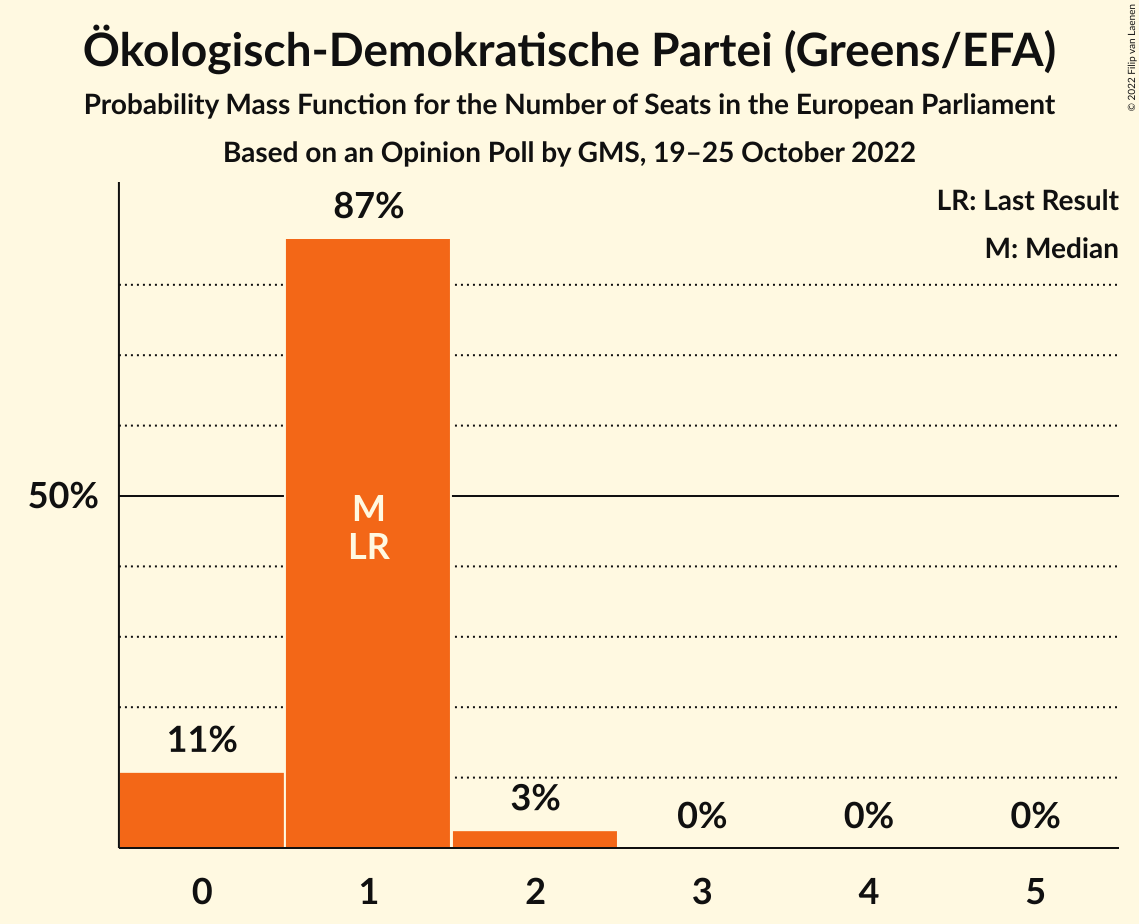 Ökologisch-Demokratische Partei (Greens/EFA)
Probability Mass Function for the Number of Seats in the European Parliament
Based on an Opinion Poll by GMS, 19–25 October 2022
© 2022 Filip van Laenen
LR: Last Result
M: Median
87%
50%
M
LR
11%
3%
0%
0%
0%
0
1
2
3
4
5